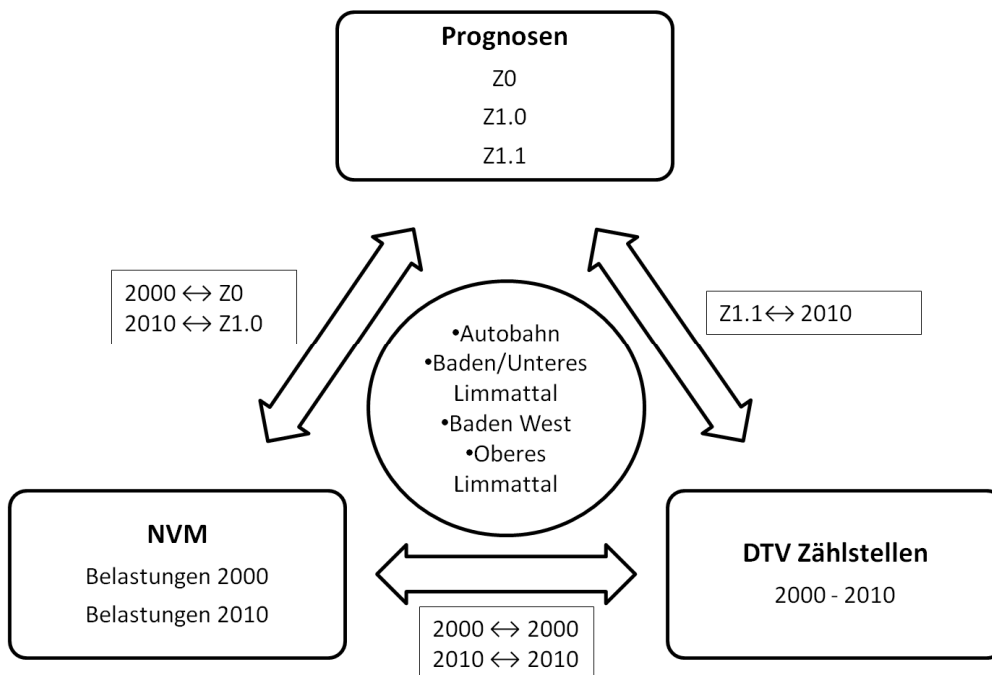 Prognosen
Z0
Z1.0
Z1.1
2000 ↔ Z0
2010 ↔ Z1.0
Z1.1↔ 2010
•Autobahn
•Baden/Unteres
Limmattal
•Baden West
•Oberes
Limmattal
NVM
Belastungen 2000
Belastungen 2010
DTV Zählstellen
2000 - 2010
2000 ↔ 2000
2010 ↔ 2010